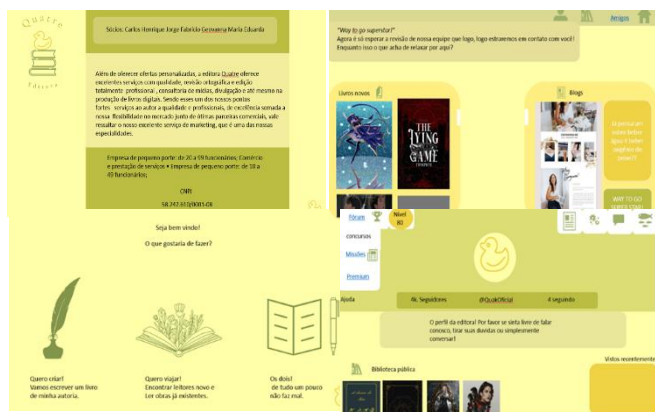 Quatre
Editora
Sócios: Carlos Henrique Jorge Fabrício Geovanna Maria Eduarda
Além de oferecer ofertas personalizadas, a editora Quatre oferece
excelentes serviços com qualidade, revisão ortográfica e edição
totalmente profissional , consultoria de mídias, divulgação e até mesmo na
produção de livros digitais. Sendo esses um dos nossos pontos
fortes serviços ao autor a qualidade e profissionais, de excelência somada a
nossa flexibilidade no mercado junto de ótimas parceiras comerciais, vale
ressaltar o nosso excelente serviço de marketing, que é uma das nossas
especialidades.
Empresa de pequeno porte: de 20 a 99 funcionários; Comércio
e prestação de serviços • Empresa de pequeno porte: de 10 a
49 funcionários;
CNPJ
Amigos
"Way to go superstar!"
Agora é só esperar a revisão de nossa equipe que logo, logo estraremos em contato com você!
Enquanto isso o que acha de relaxar por aqui?
Livros novos
Blogs
THE
LYING
GAME
WAY TO GO
Seja bem vindo!
O que gostaria de fazer?
Quero criar!
Vamos escrever um livro
de minha autoria.
Quero viajar!
Encontrar leitores novo e
Ler obras já existentes.
Os dois!
de tudo um pouco
não faz mal.
Fórum
Nível
80
concursos
Missões
Premium
Ajuda
4k. Seguidores
@QuatrOficial
4 seguindo
O perfil da editora! Por favor se sinta livre de falar
conosco, tirar suas duvidas ou simplesmente
conversar!
Vistos recentemente
Biblioteca pública